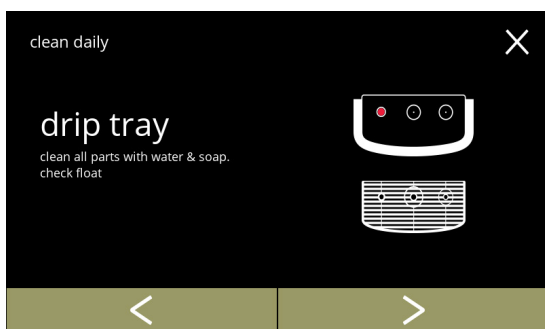 clean daily
drip tray
clean all parts with water & soap.
check float